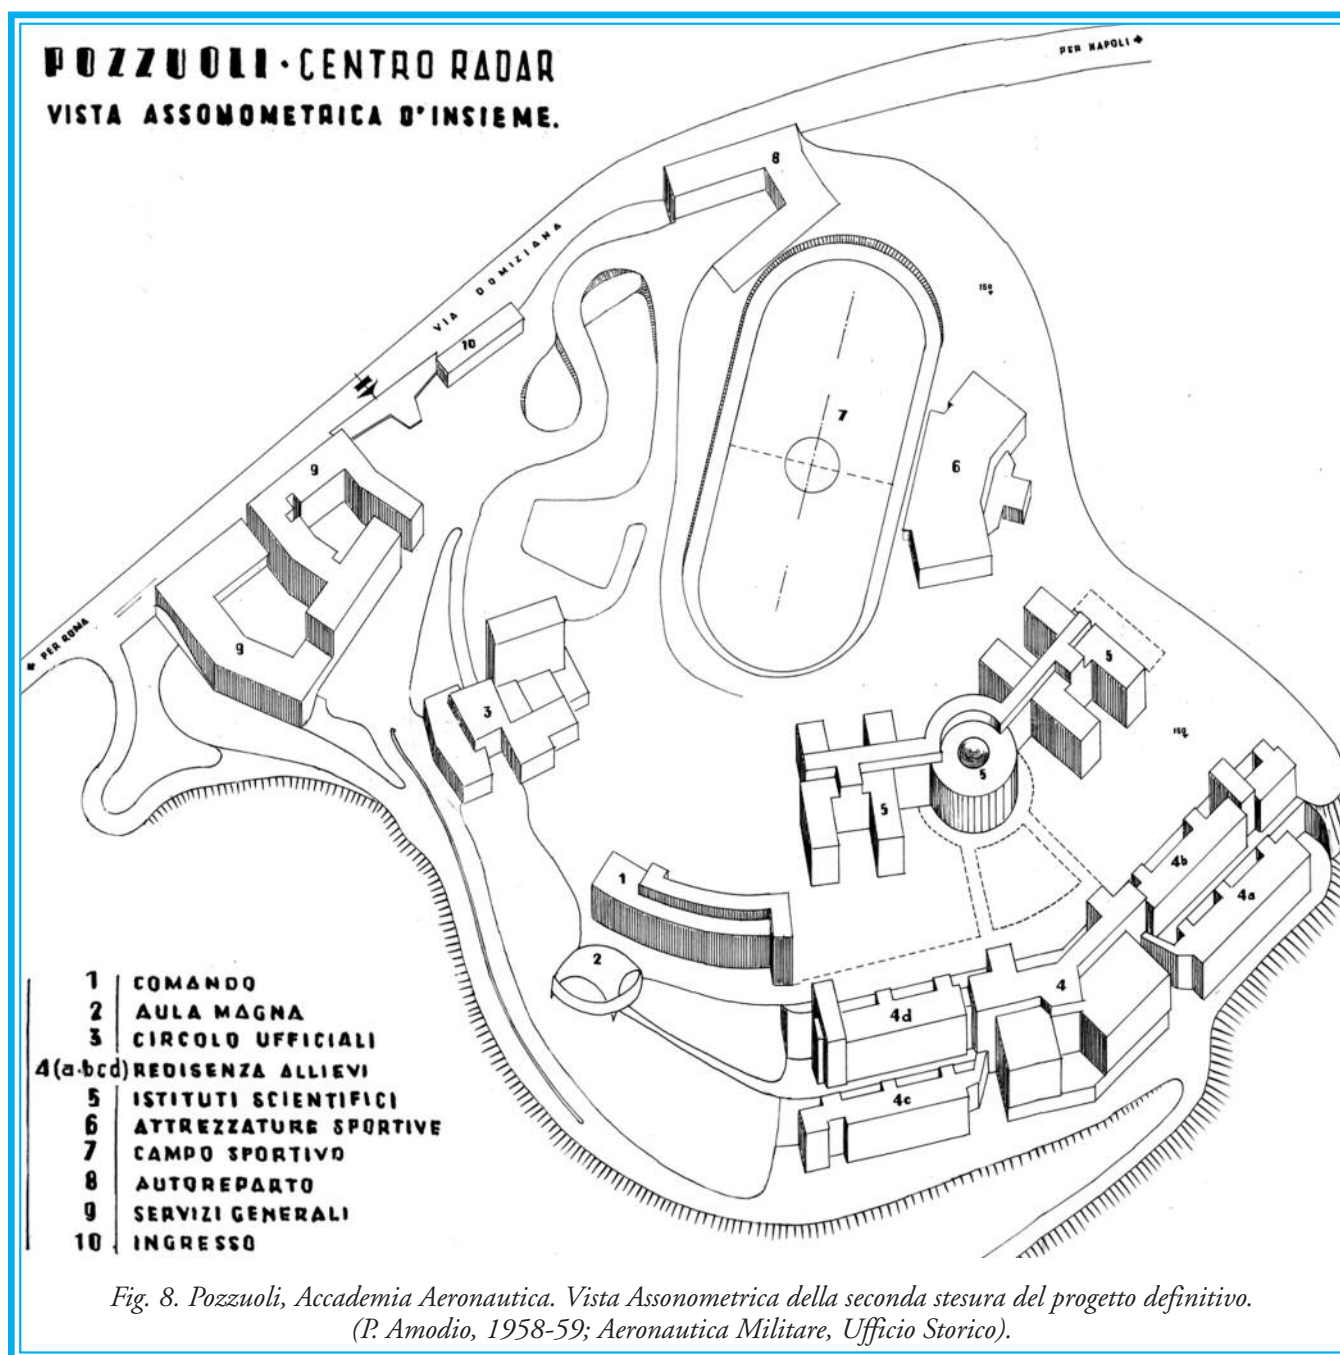 POZZUOLI · CENTRO RADAR
VISTA ASSONOMETRICA D'INSIEME.
PER NAPOLI
8
VIA DOMIZIANA
150
10
7
9
6
PER ROMA
9
5
3
150
5
5
4b
1
4a
2
4
4d
4c
1 COMANDO
2 AULA MAGNA
3 CIRCOLO UFFICIALI
4(a·bcd) REDISENZA ALLIEVI
5 ISTITUTI SCIENTIFICI
6 ATTREZZATURE SPORTIVE
7 CAMPO SPORTIVO
8 AUTOREPARTO
9 SERVIZI GENERALI
10 INGRESSO
Fig. 8. Pozzuoli, Accademia Aeronautica. Vista Assonometrica della seconda stesura del progetto definitivo.
(P. Amodio, 1958-59; Aeronautica Militare, Ufficio Storico).